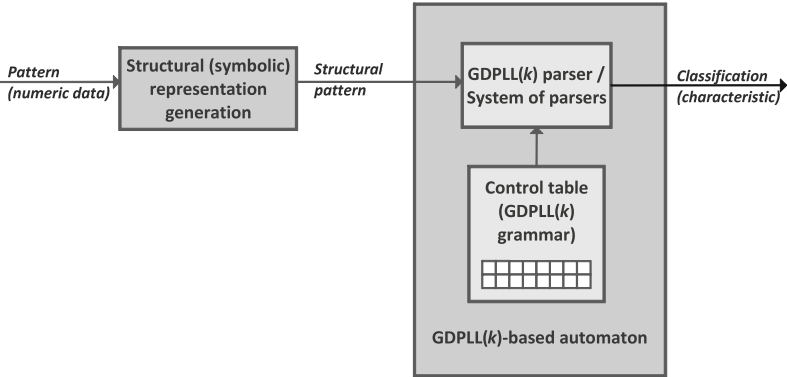 Pattern
(numeric data)
Structural (symbolic)
representation
generation
Structural
pattern
GDPLL(k) parser /
System of parsers
Classification
(characteristic)
Control table
(GDPLL(k)
grammar)
GDPLL(k)-based automaton